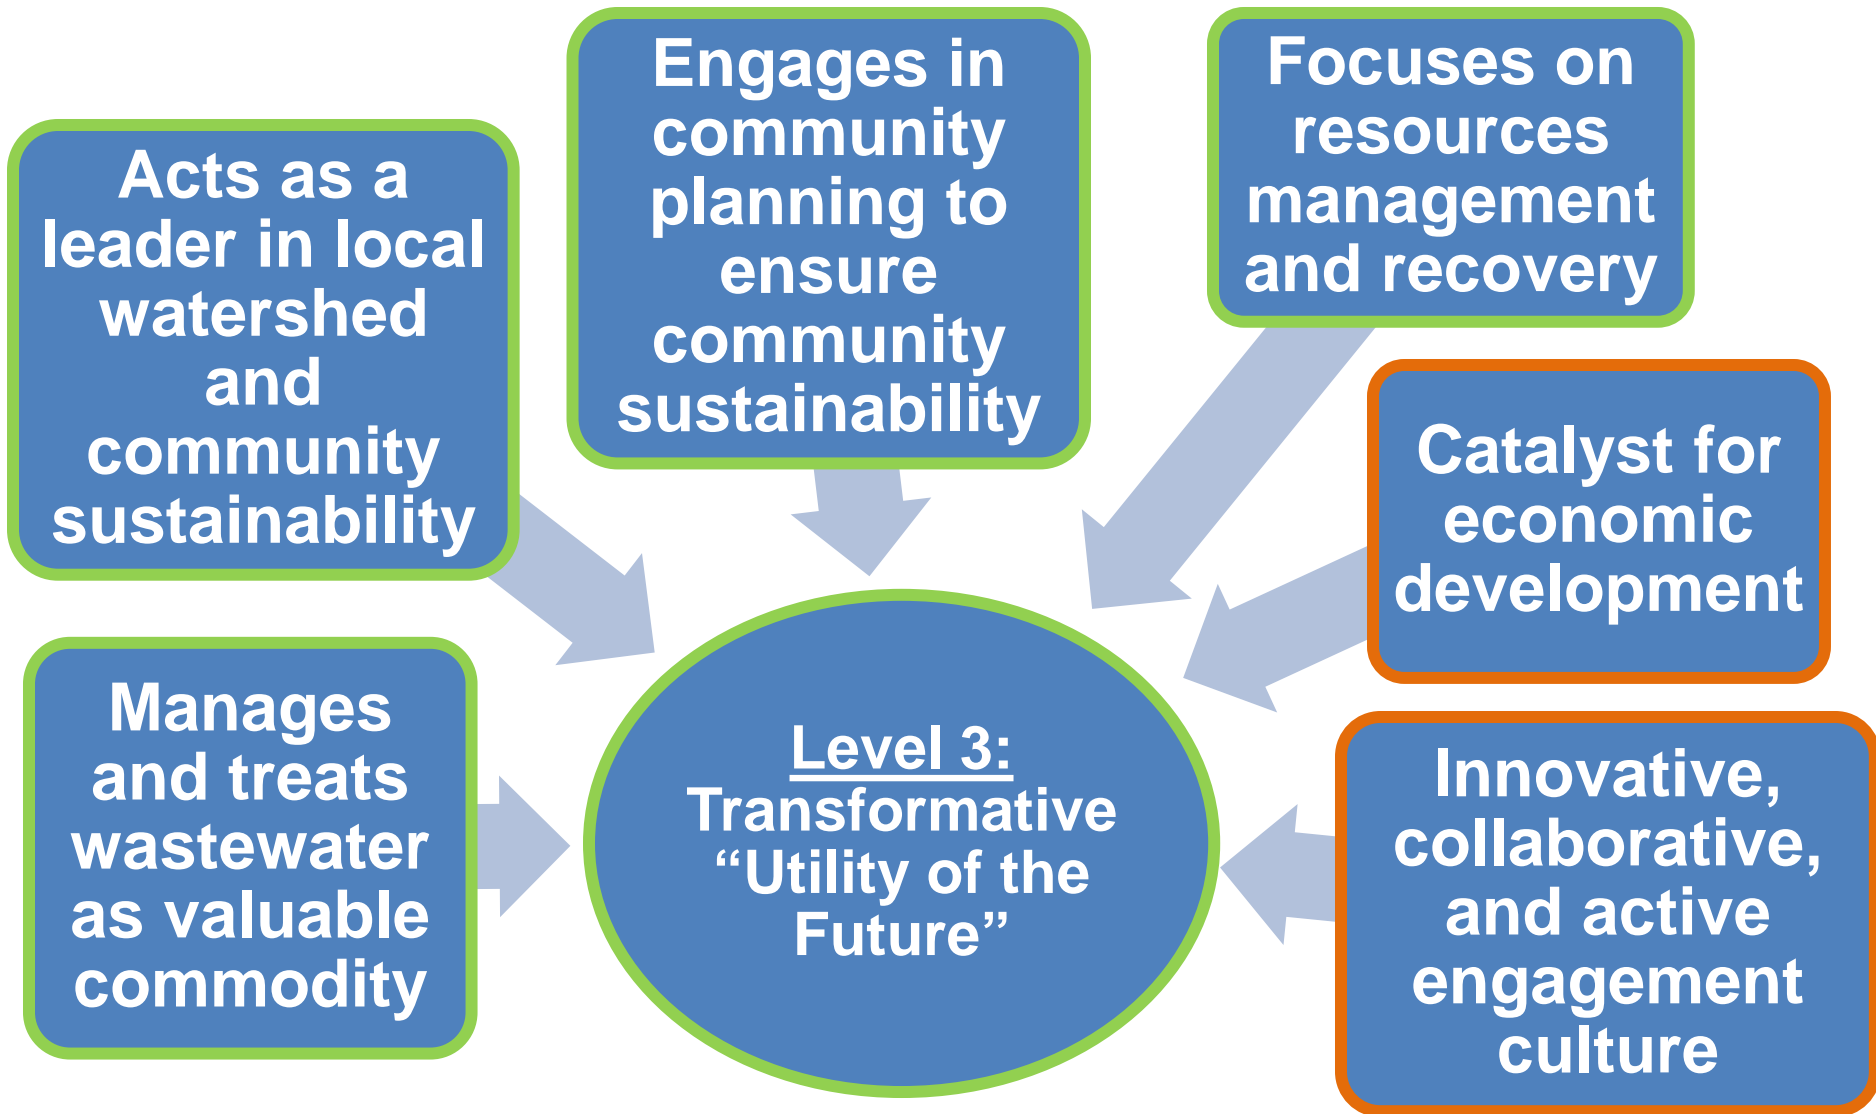 Engages in
community
planning to
ensure
community
sustainability
Focuses on
resources
management
and recovery
Acts as a
leader in local
watershed
and
community
sustainability
Catalyst for
economic
development
Manages
and treats
wastewater
as valuable
commodity
Level 3:
Transformative
“Utility of the
Future”
Innovative,
collaborative,
and active
engagement
culture